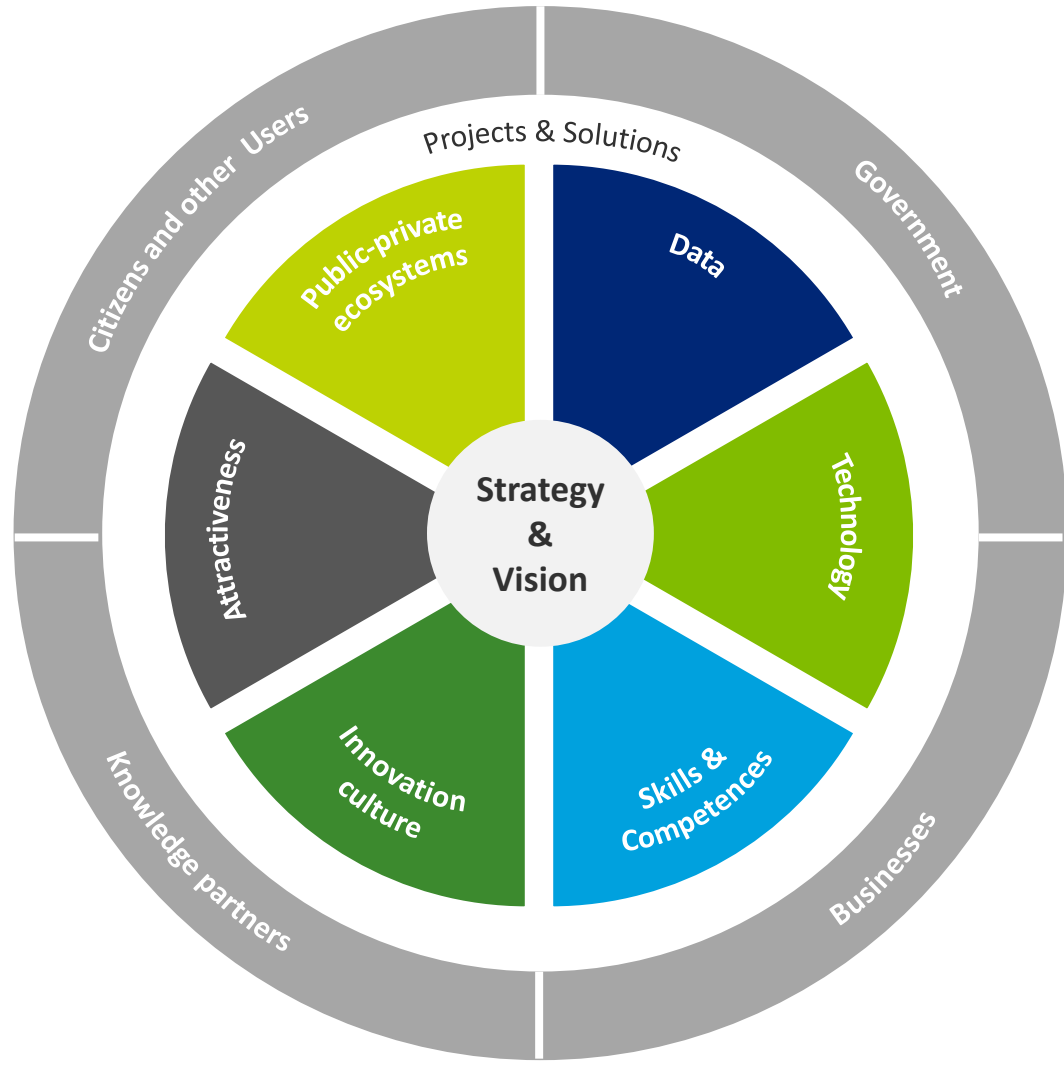 Projects & Solutions
Citizens and other Users
Government
Businesses
Knowledge partners
Public-private
ecosystems
Data
Technology
Skills &
Competences
Innovation
culture
Attractiveness
Strategy
&
Vision